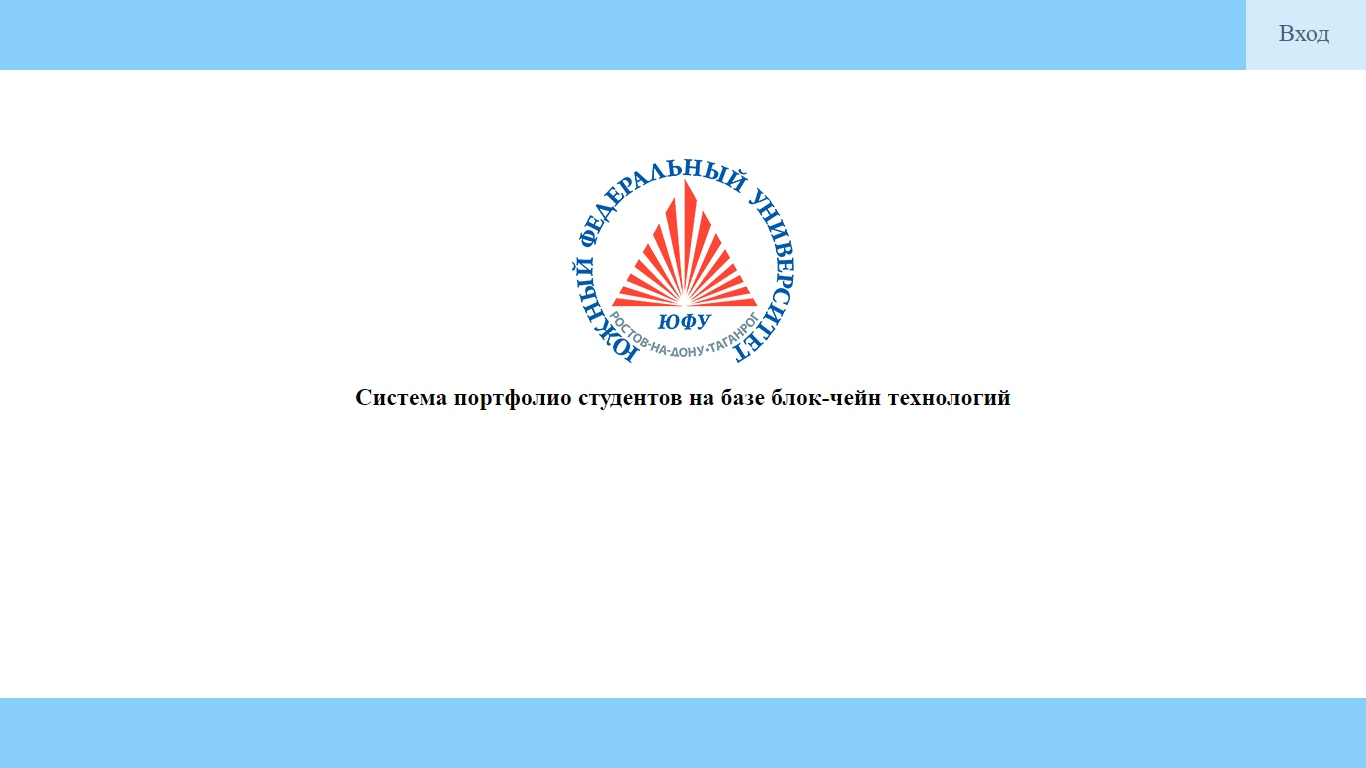 Вход
ЮЖНЫЙ ФЕДЕРАЛЬНЫЙ УНИВЕРСИТЕТ
ЮФУ
РОСТОВ-НА-ДОНУ•ТАГАНРОГ
Система портфолио студентов на базе блок-чейн технологий